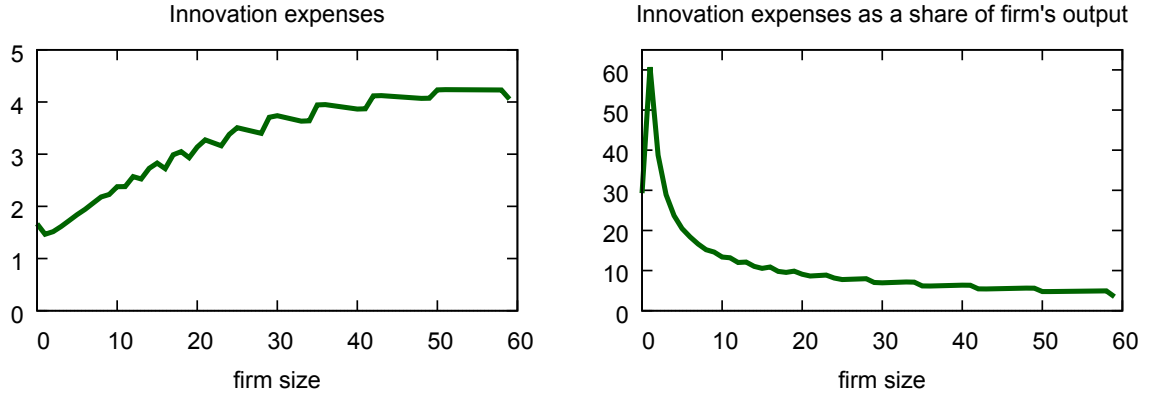 Innovation expenses
5
4
3
2
1
0
0 10 20 30 40 50 60
firm size
Innovation expenses as a share of firm's output
60
50
40
30
20
10
0
0 10 20 30 40 50 60
firm size